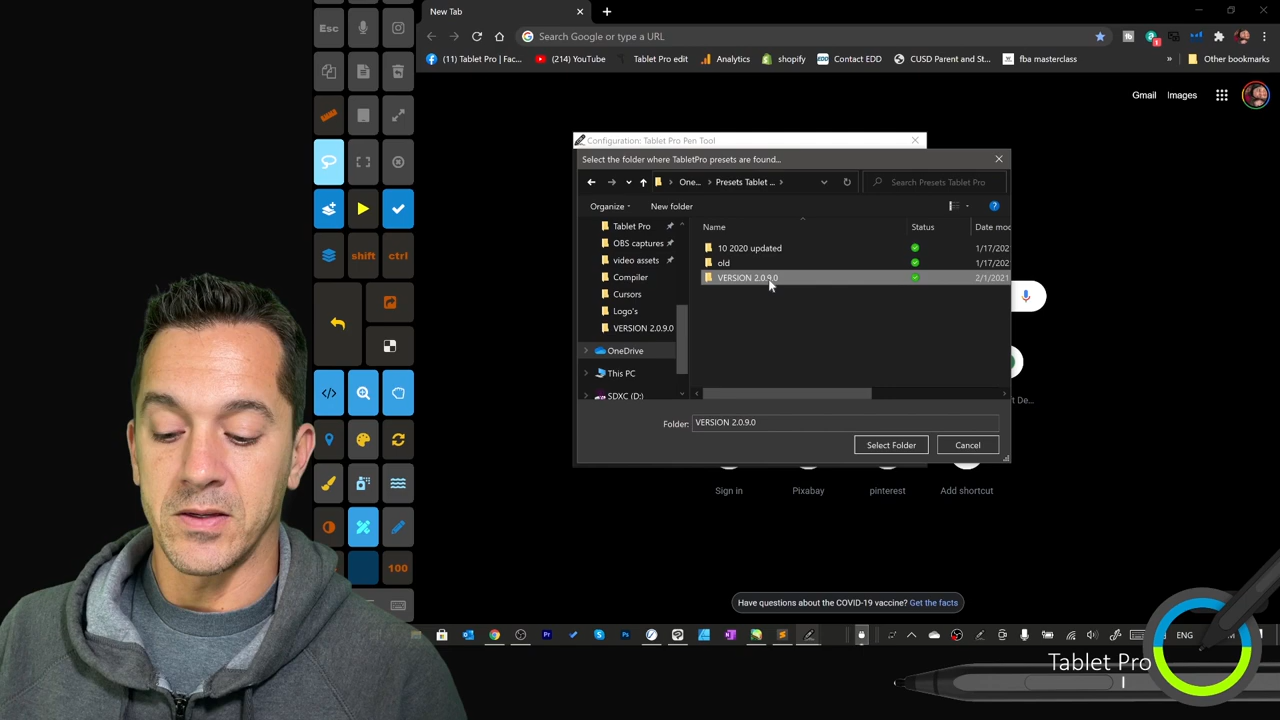 New Tab
Esc
Search Google or type a URL
(11) Tablet Pro | Fac...
(214) YouTube
Tablet Pro edit
Analytics
shopify
Contact EDD
CUSD Parent and St...
fba masterclass
»
Other bookmarks
Gmail
Images
Configuration: Tablet Pro Pen Tool
Select the folder where TabletPro presets are found...
One...
Presets Tablet ...
Search Presets Tablet Pro
Organize
New folder
Tablet Pro
OBS captures
video assets
Compiler
Cursors
Logo's
VERSION 2.0.9.0
OneDrive
This PC
SDXC (D:)
Name
Status
Date mod
10 2020 updated
1/17/202
old
1/17/202
VERSION 2.0.9.0
2/1/2021
Folder:
VERSION 2.0.9.0
Select Folder
Cancel
shift
ctrl
100
Sign in
Pixabay
pinterest
Add shortcut
Have questions about the COVID-19 vaccine? Get the facts
ENG
Tablet Pro